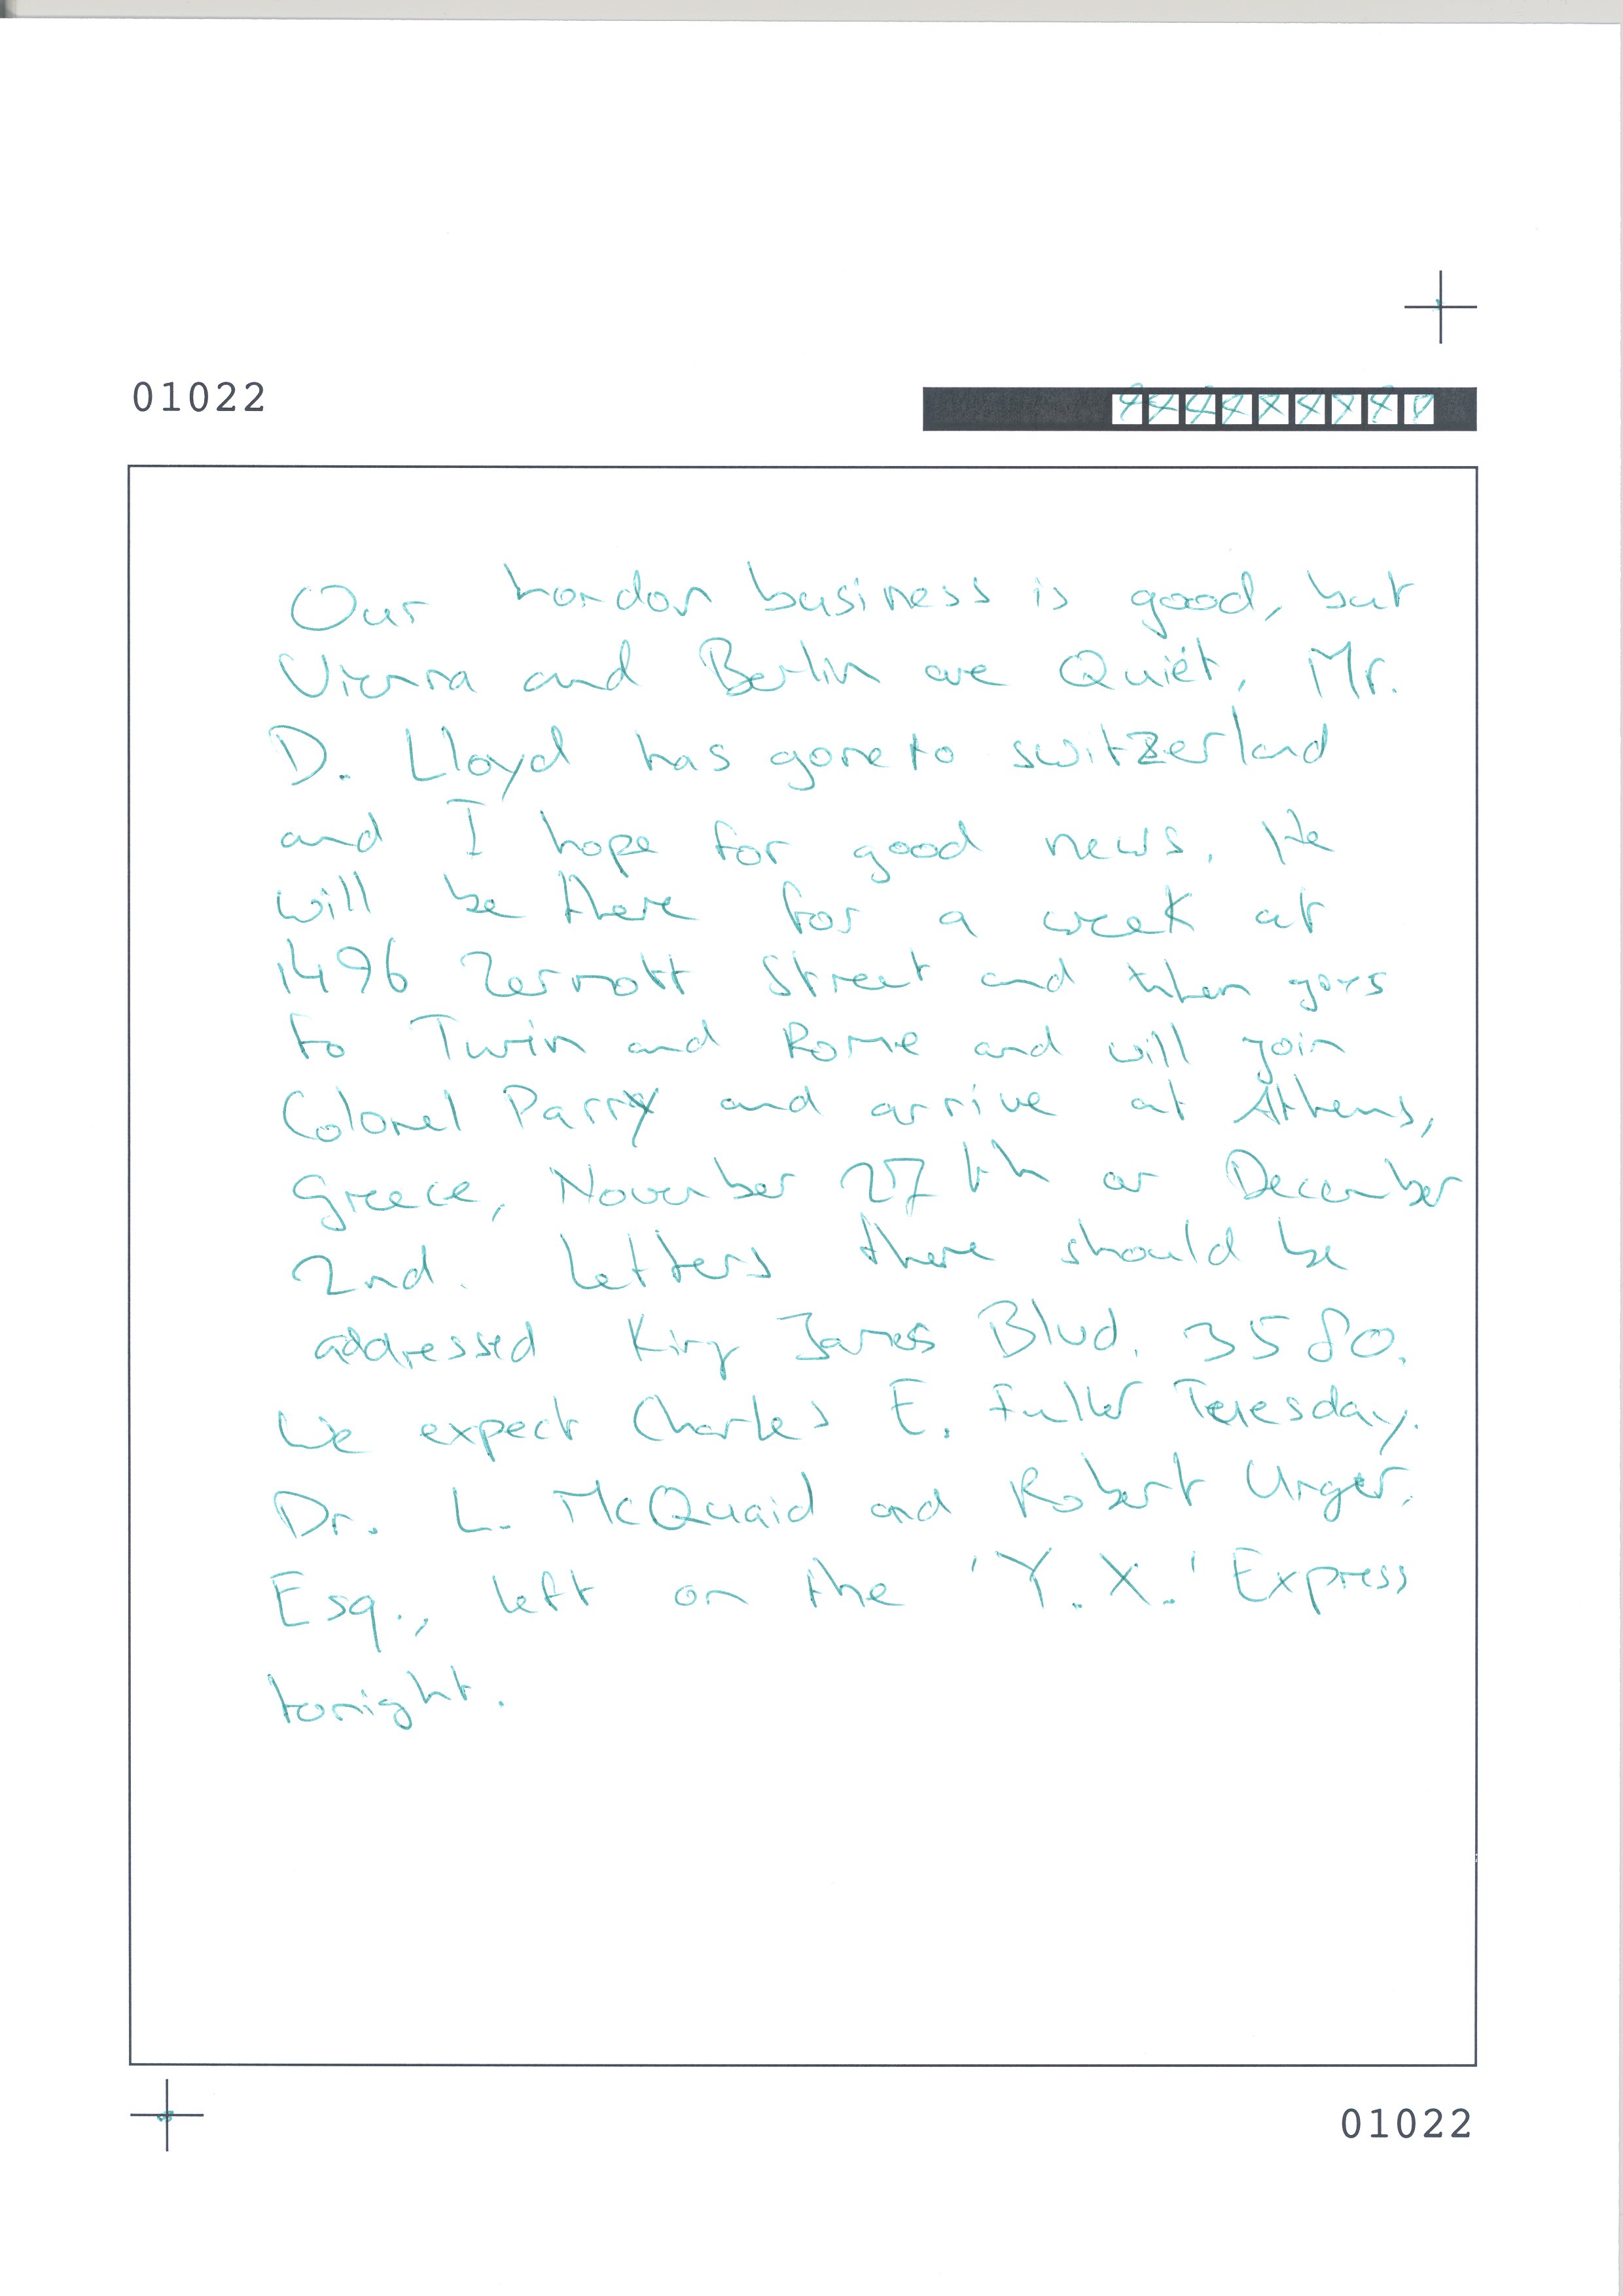 01022
Our London business is good, but
Vienna and Berlin are Quiet, Mr.
D. Lloyd has gone to switzerland
and I hope for good news. He
will be there for a week at
1496 Zermott Street and then goes
to Turin and Rome and will join
Colonel Parry and arrive at Athens,
Greece, November 27th or December
2nd. Letters there should be
addressed King James Blvd. 3580.
We expect Charles E. Fuller Tuesday.
Dr. L. McQuaid and Robert Unger,
Esq., left on the 'Y. X.' Express
tonight.
01022